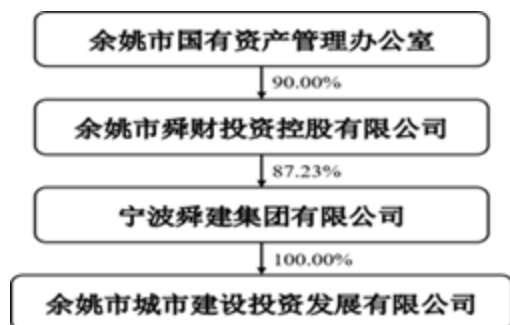 余姚市国有资产管理办公室
90.00%
余姚市舜财投资控股有限公司
87.23%
宁波舜建集团有限公司
100.00%
余姚市城市建设投资发展有限公司